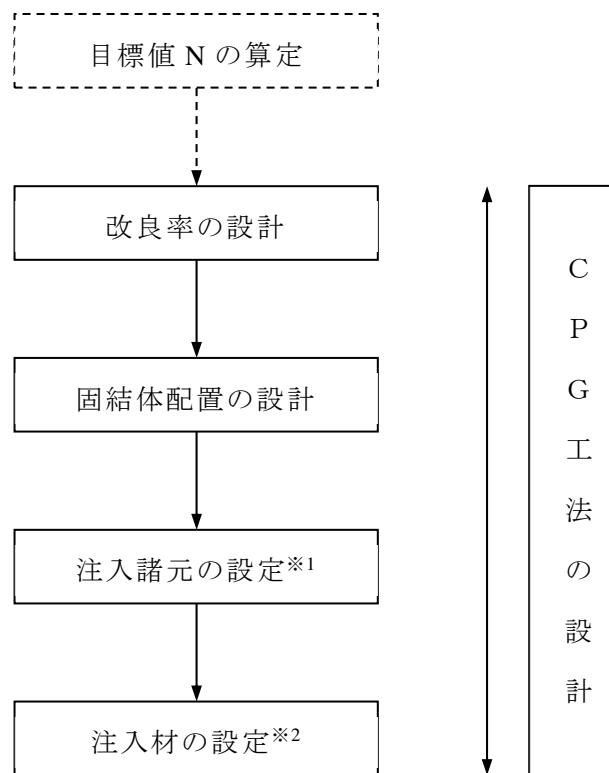 目標値 N の算定
改良率の設計
固結体配置の設計
注入諸元の設定※1
注入材の設定※2
CPG工法の設計